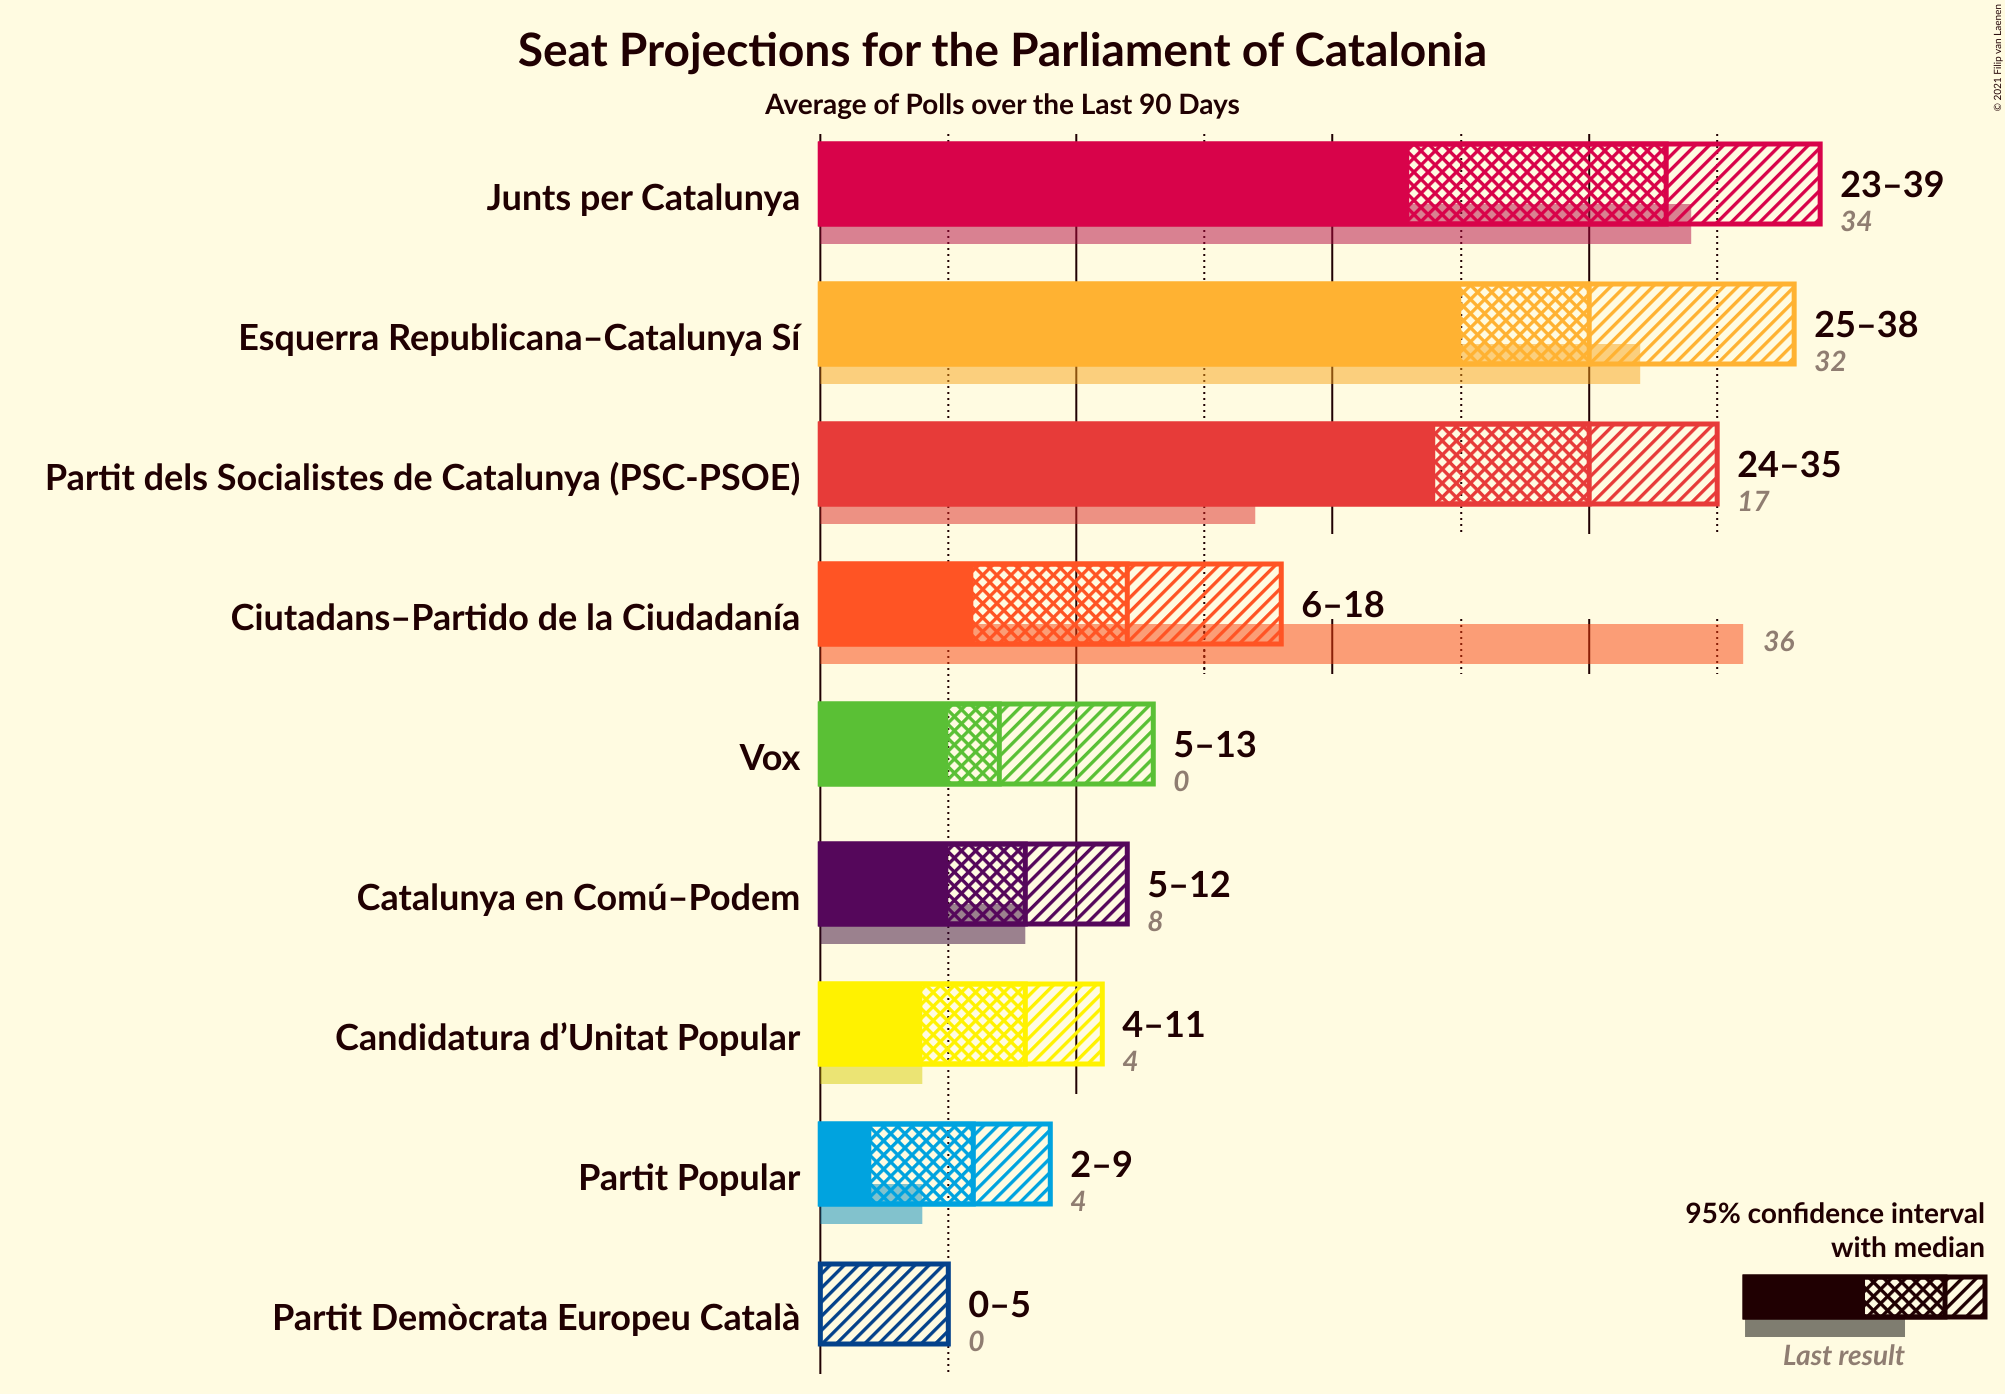 Seat Projections for the Parliament of Catalonia
Average of Polls over the Last 90 Days
© 2021 Filip van Laenen
Junts per Catalunya
23–39
34
Esquerra Republicana–Catalunya Sí
25–38
32
Partit dels Socialistes de Catalunya (PSC-PSOE)
24–35
17
Ciutadans–Partido de la Ciudadanía
6–18
36
Vox
5–13
0
Catalunya en Comú–Podem
5–12
8
Candidatura d’Unitat Popular
4–11
4
Partit Popular
2–9
4
Partit Demòcrata Europeu Català
0–5
0
95% confidence interval
with median
Last result